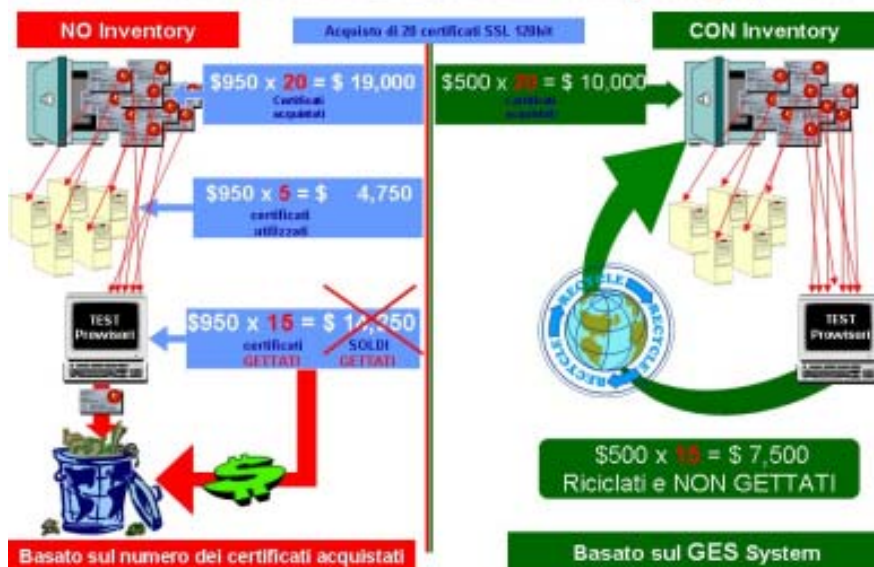 NO Inventory
Acquisto di 20 certificati SSL 128bit
CON Inventory
$950 x 20 = $ 19,000
Certificati
acquistati
$500 x 20 = $ 10,000
Certificati
acquistati
$950 x 5 = $ 4,750
certificati
utilizzati
TEST
Provvisori
$950 x 15 = $ 14,250
certificati
GETTATI
SOLDI
GETTATI
RECYCLE
RECYCLE
RECYCLE
TEST
Provvisori
$500 x 15 = $ 7,500
Riciclati e NON GETTATI
Basato sul numero dei certificati acquistati
Basato sul GES System